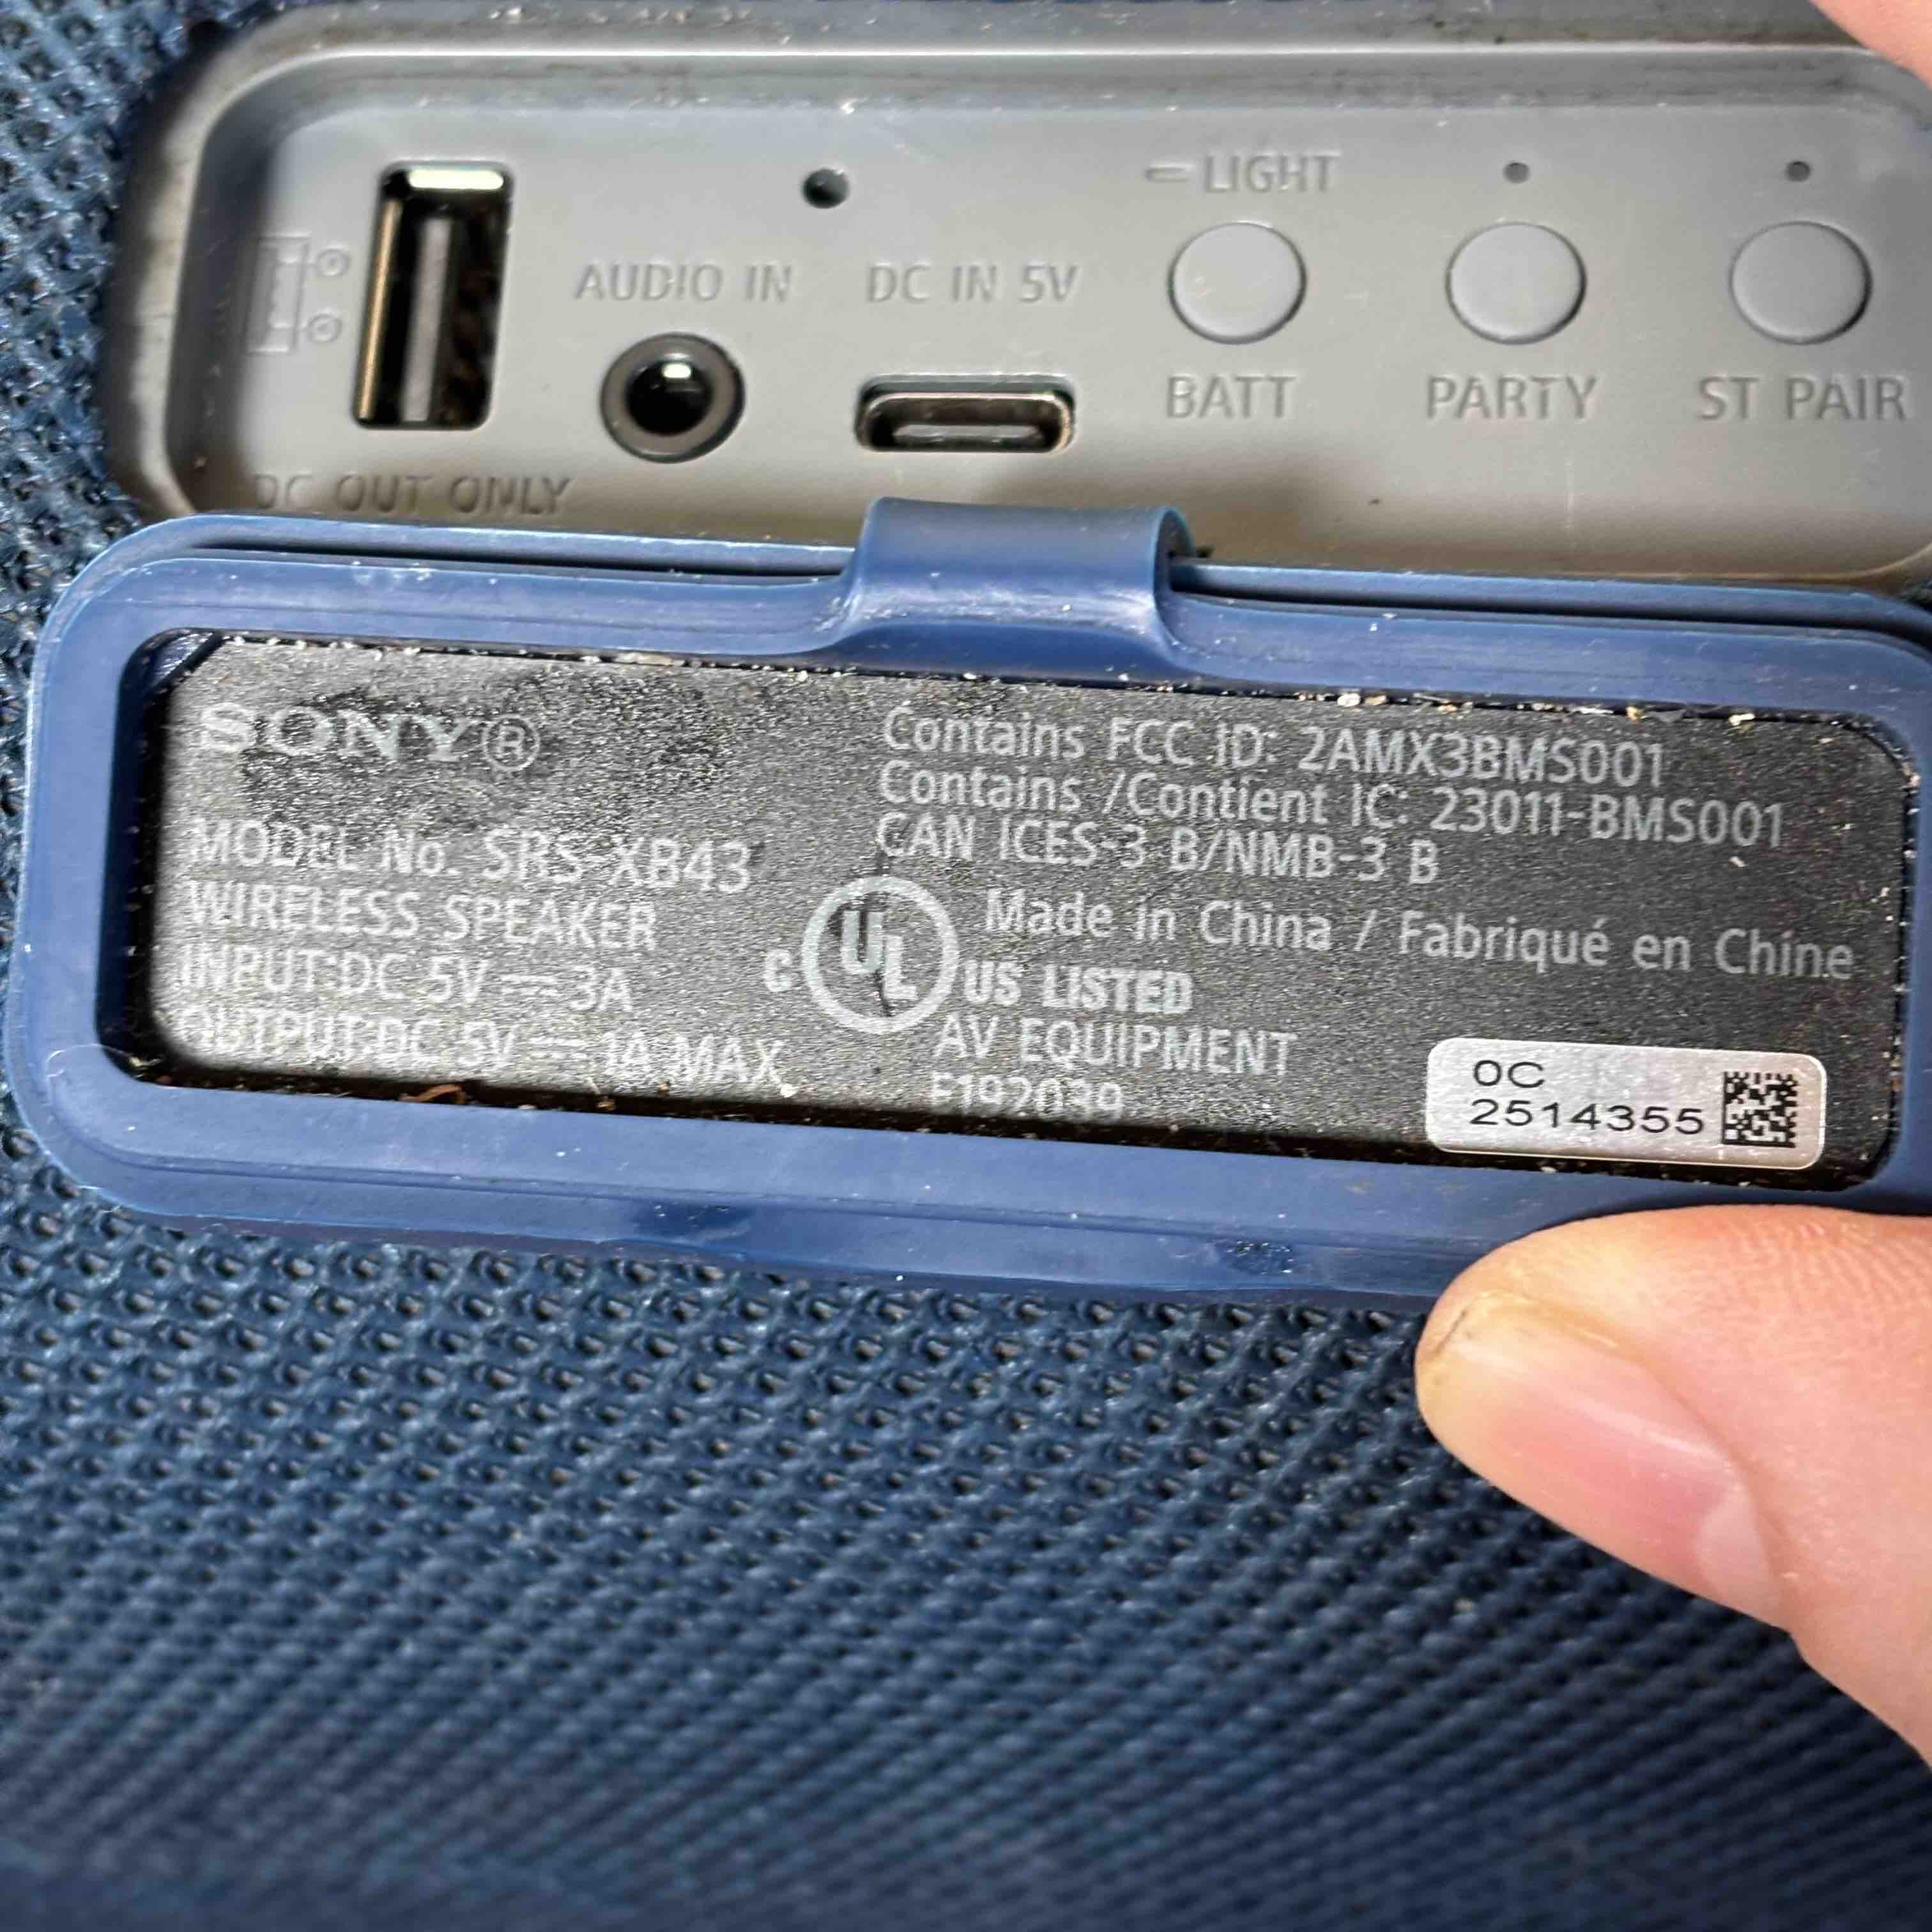 LIGHT
AUDIO IN
DC IN 5V
BATT
PARTY
ST PAIR
DC OUT ONLY
SONY®
MODEL No. SRS-XB43
WIRELESS SPEAKER
INPUT:DC 5V ⎓ 3A
OUTPUT:DC 5V ⎓ 1A MAX
Contains FCC ID: 2AMX3BMS001
Contains /Contient IC: 23011-BMS001
CAN ICES-3 B/NMB-3 B
Made in China / Fabriqué en Chine
C UL US LISTED
AV EQUIPMENT
E192039
0C
2514355